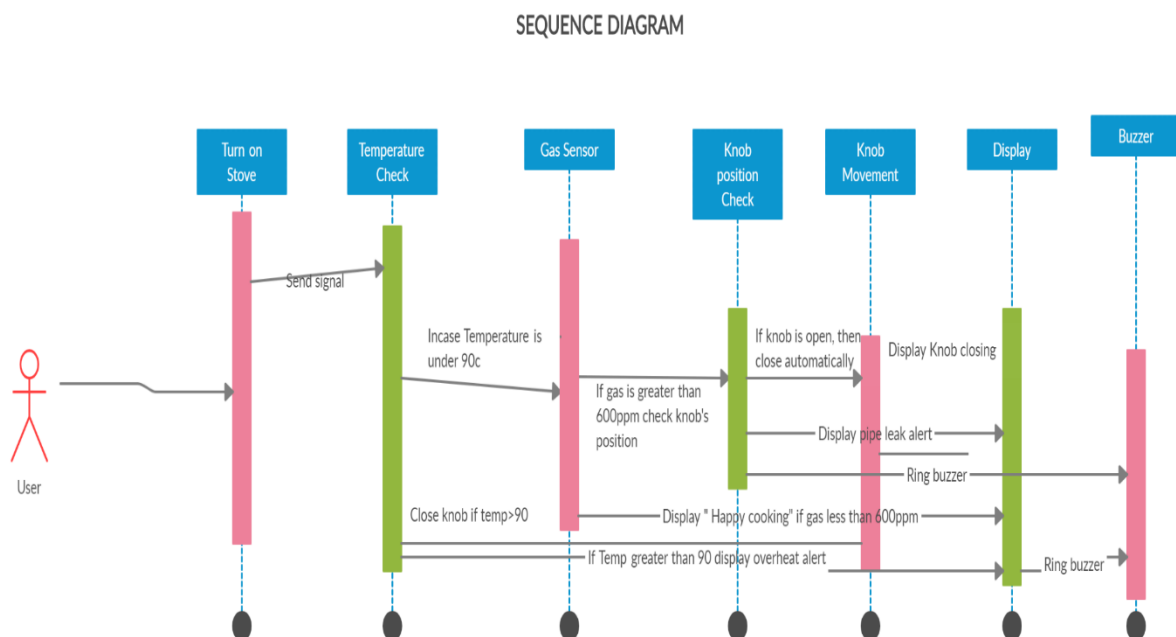 SEQUENCE DIAGRAM
Turn on
Stove
Temperature
Check
Gas Sensor
Knob
position
Check
Knob
Movement
Display
Buzzer
Send signal
Incase Temperature is
under 90c
If knob is open, then
close automatically
Display Knob closing
If gas is greater than
600ppm check knob's
position
Display pipe leak alert
Ring buzzer
User
Close knob if temp>90
Display " Happy cooking" if gas less than 600ppm
If Temp greater than 90 display overheat alert
Ring buzzer